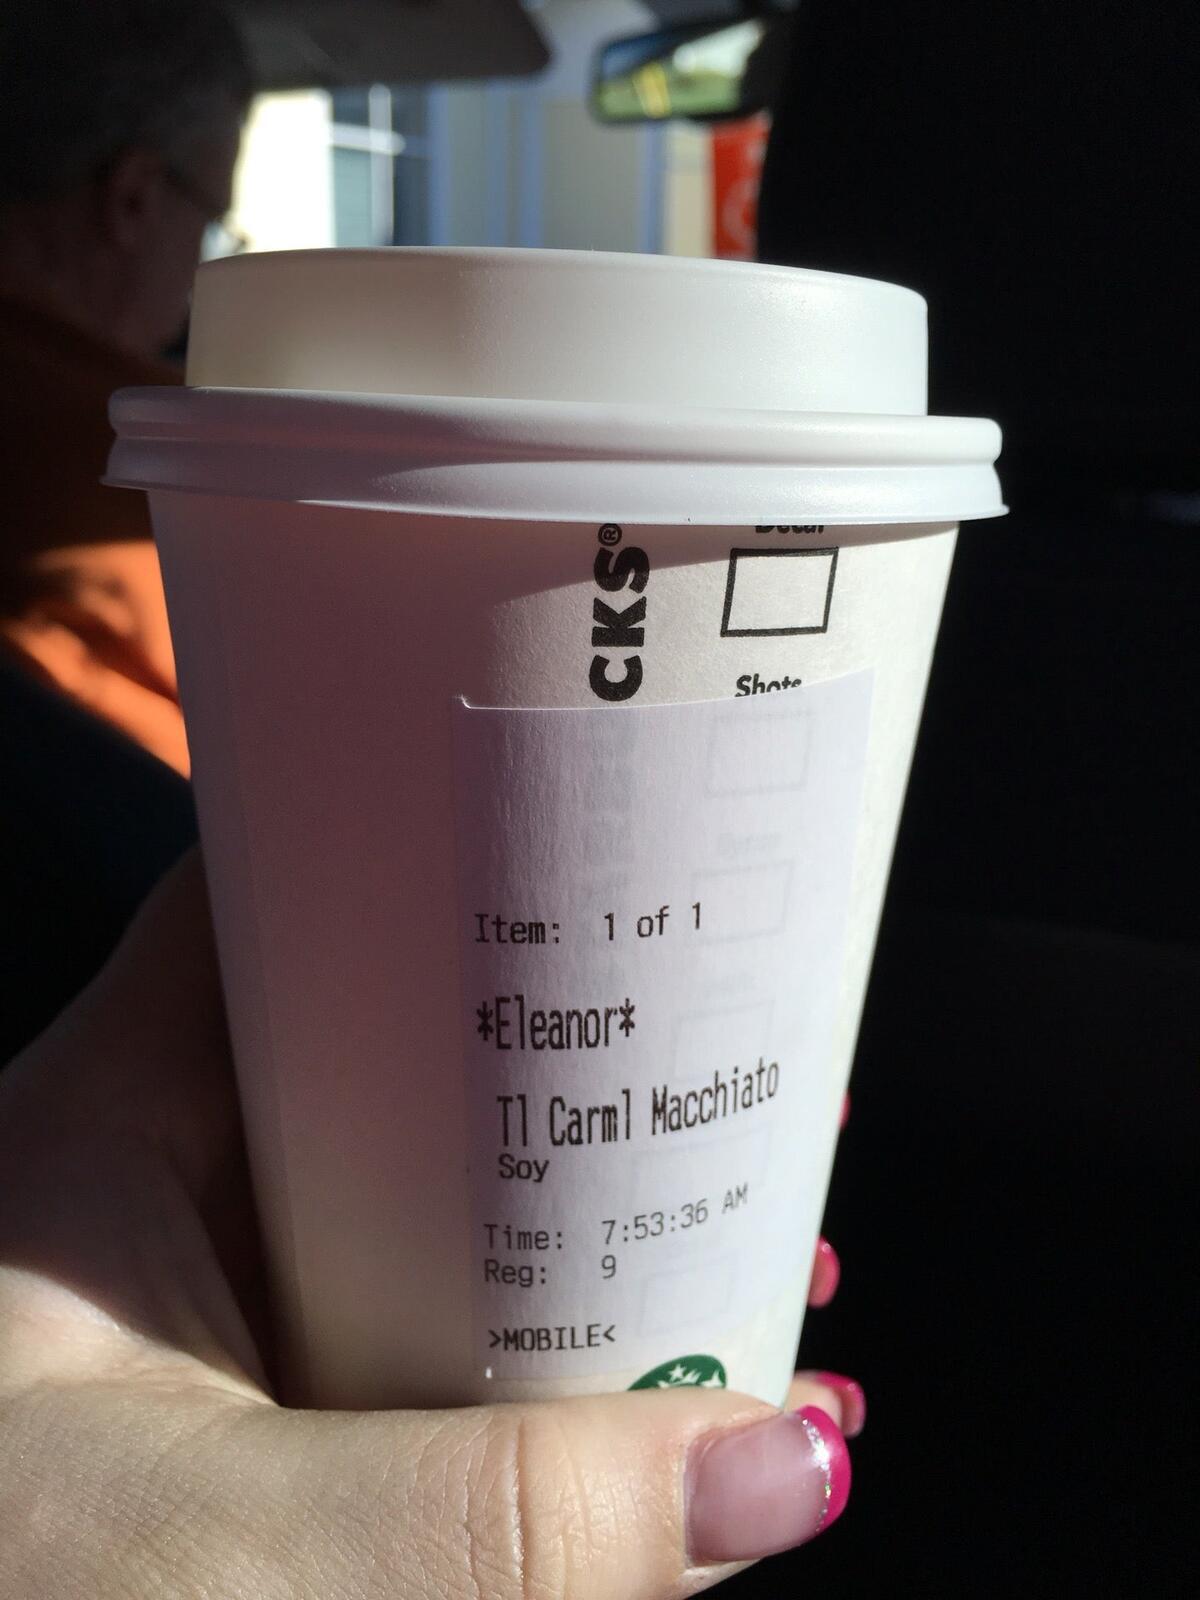 CKS®
Decaf
Shots
Item: 1 of 1
*Eleanor*
Tl Carml Macchiato
Soy
Time: 7:53:36 AM
Reg: 9
>MOBILE<